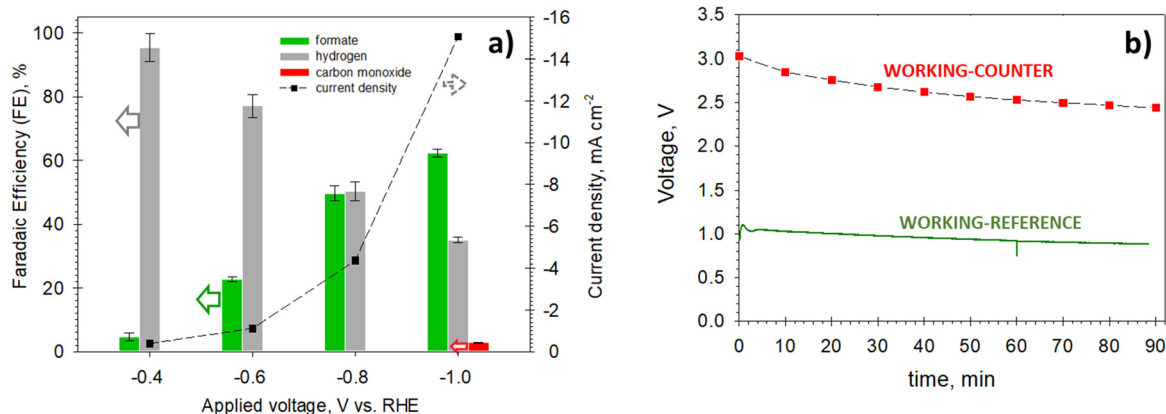 a)
Faradaic Efficiency (FE), %
100
80
60
40
20
0
formate
hydrogen
carbon monoxide
current density
-16
-14
-12
-10
-8
-6
-4
-2
0
Current density, mA cm-2
-0.4 -0.6 -0.8 -1.0
Applied voltage, V vs. RHE
b)
Voltage, V
3.5
3.0
2.5
2.0
1.5
1.0
0.5
0.0
WORKING-COUNTER
WORKING-REFERENCE
0 10 20 30 40 50 60 70 80 90
time, min